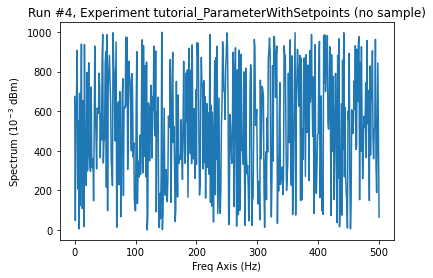 Run #4, Experiment tutorial_ParameterWithSetpoints (no sample)
1000
800
600
400
200
0
Spectrum (10⁻³ dBm)
0 100 200 300 400 500
Freq Axis (Hz)